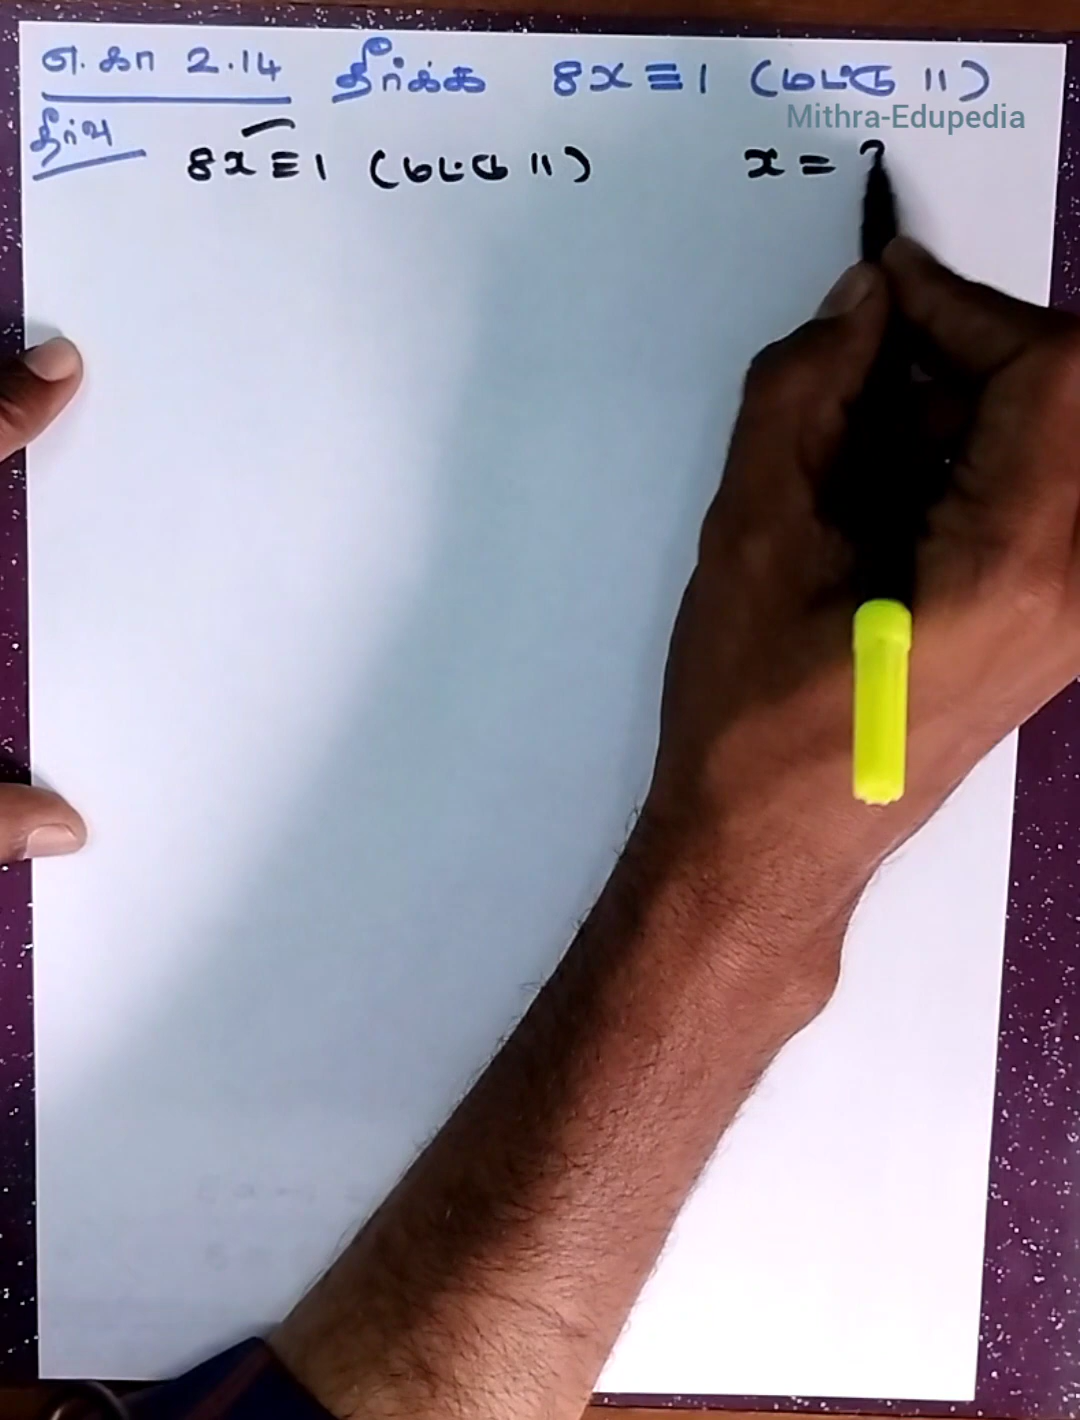 எ.கா 2.14 தீர்க்க 8x ≡ 1 (மட்டு 11)
Mithra-Edupedia
தீர்வு
8x ≡ 1 (மட்டு 11) x = ?